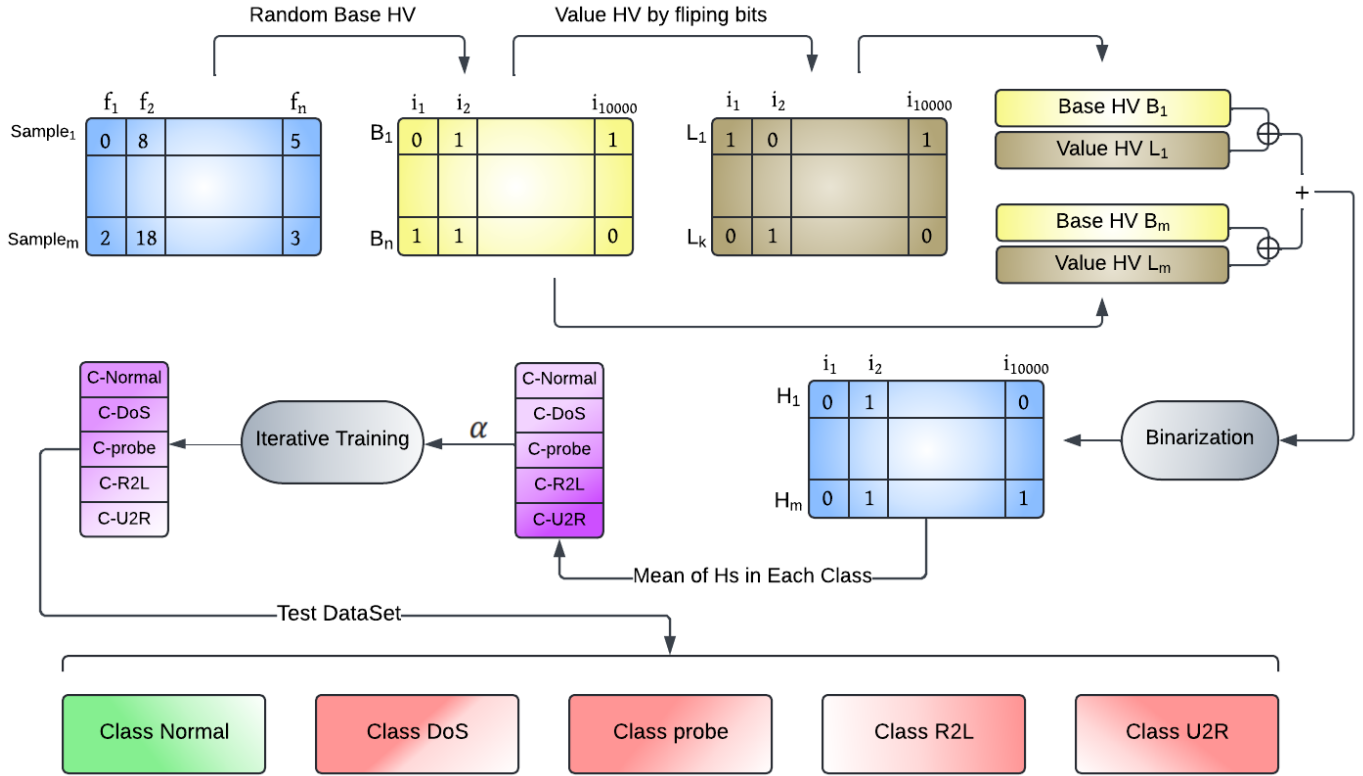 Random Base HV
Value HV by fliping bits
f₁ f₂ fₙ
Sample₁ 0 8 5
Sampleₘ 2 18 3
i₁ i₂ i₁₀₀₀₀
B₁ 0 1 1
Bₙ 1 1 0
i₁ i₂ i₁₀₀₀₀
L₁ 1 0 1
Lₖ 0 1 0
Base HV B₁
Value HV L₁
⊕
+
Base HV Bₘ
Value HV Lₘ
⊕
Binarization
i₁ i₂ i₁₀₀₀₀
H₁ 0 1 0
Hₘ 0 1 1
Mean of Hs in Each Class
C-Normal
C-DoS
C-probe
C-R2L
C-U2R
α
Iterative Training
C-Normal
C-DoS
C-probe
C-R2L
C-U2R
Test DataSet
Class Normal
Class DoS
Class probe
Class R2L
Class U2R